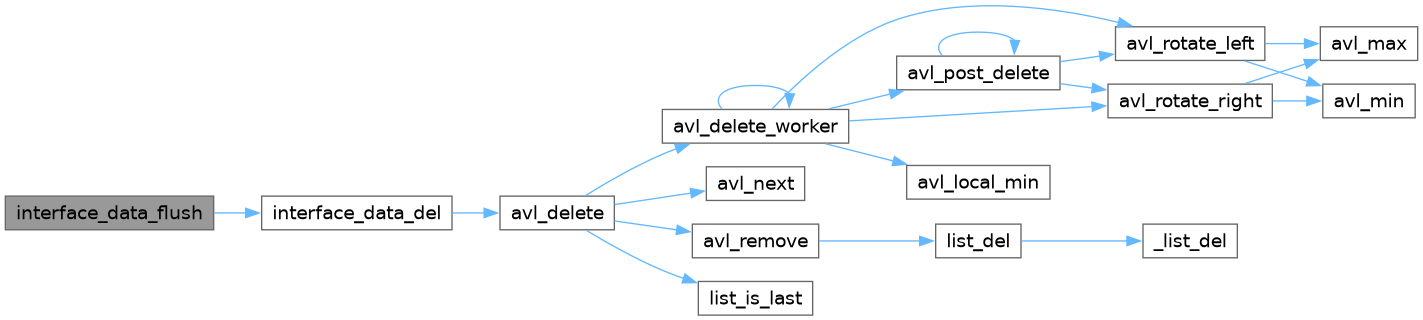 interface_data_flush
interface_data_del
avl_delete
avl_delete_worker
avl_post_delete
avl_rotate_left
avl_max
avl_min
avl_rotate_right
avl_local_min
avl_next
avl_remove
list_del
_list_del
list_is_last